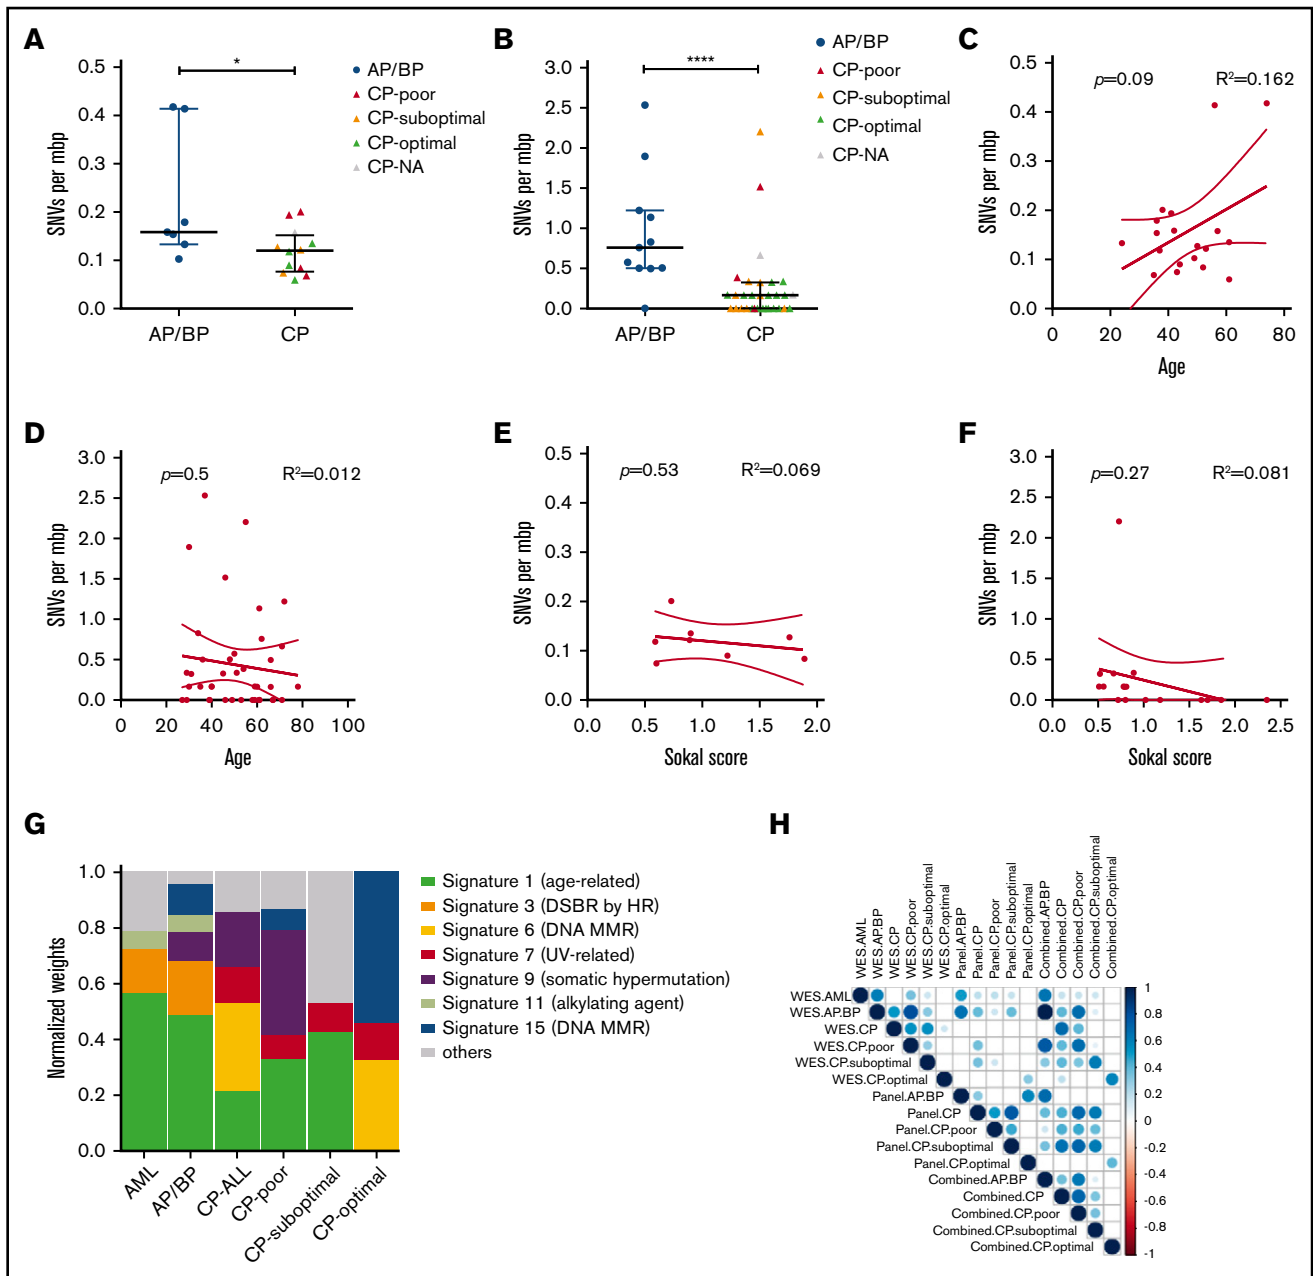 A
SNVs per mbp
0.5
0.4
0.3
0.2
0.1
0.0
*
AP/BP
CP
AP/BP
CP-poor
CP-suboptimal
CP-optimal
CP-NA
B
SNVs per mbp
3.0
2.5
2.0
1.5
1.0
0.5
0.0
****
AP/BP
CP
AP/BP
CP-poor
CP-suboptimal
CP-optimal
CP-NA
C
SNVs per mbp
0.5
0.4
0.3
0.2
0.1
0.0
p=0.09
R²=0.162
0 20 40 60 80
Age
D
SNVs per mbp
3.0
2.5
2.0
1.5
1.0
0.5
0.0
p=0.5
R²=0.012
0 20 40 60 80 100
Age
E
SNVs per mbp
0.5
0.4
0.3
0.2
0.1
0.0
p=0.53
R²=0.069
0.0 0.5 1.0 1.5 2.0
Sokal score
F
SNVs per mbp
3.0
2.5
2.0
1.5
1.0
0.5
0.0
p=0.27
R²=0.081
0.0 0.5 1.0 1.5 2.0 2.5
Sokal score
G
Normalized weights
1.0
0.8
0.6
0.4
0.2
0.0
AML
AP/BP
CP-ALL
CP-poor
CP-suboptimal
CP-optimal
Signature 1 (age-related)
Signature 3 (DSBR by HR)
Signature 6 (DNA MMR)
Signature 7 (UV-related)
Signature 9 (somatic hypermutation)
Signature 11 (alkylating agent)
Signature 15 (DNA MMR)
others
H
WES.AML
WES.AP.BP
WES.CP
WES.CP.poor
WES.CP.suboptimal
WES.CP.optimal
Panel.AP.BP
Panel.CP
Panel.CP.poor
Panel.CP.suboptimal
Panel.CP.optimal
Combined.AP.BP
Combined.CP
Combined.CP.poor
Combined.CP.suboptimal
Combined.CP.optimal
WES.AML
WES.AP.BP
WES.CP
WES.CP.poor
WES.CP.suboptimal
WES.CP.optimal
Panel.AP.BP
Panel.CP
Panel.CP.poor
Panel.CP.suboptimal
Panel.CP.optimal
Combined.AP.BP
Combined.CP
Combined.CP.poor
Combined.CP.suboptimal
Combined.CP.optimal
1
0.8
0.6
0.4
0.2
0
-0.2
-0.4
-0.6
-0.8
-1